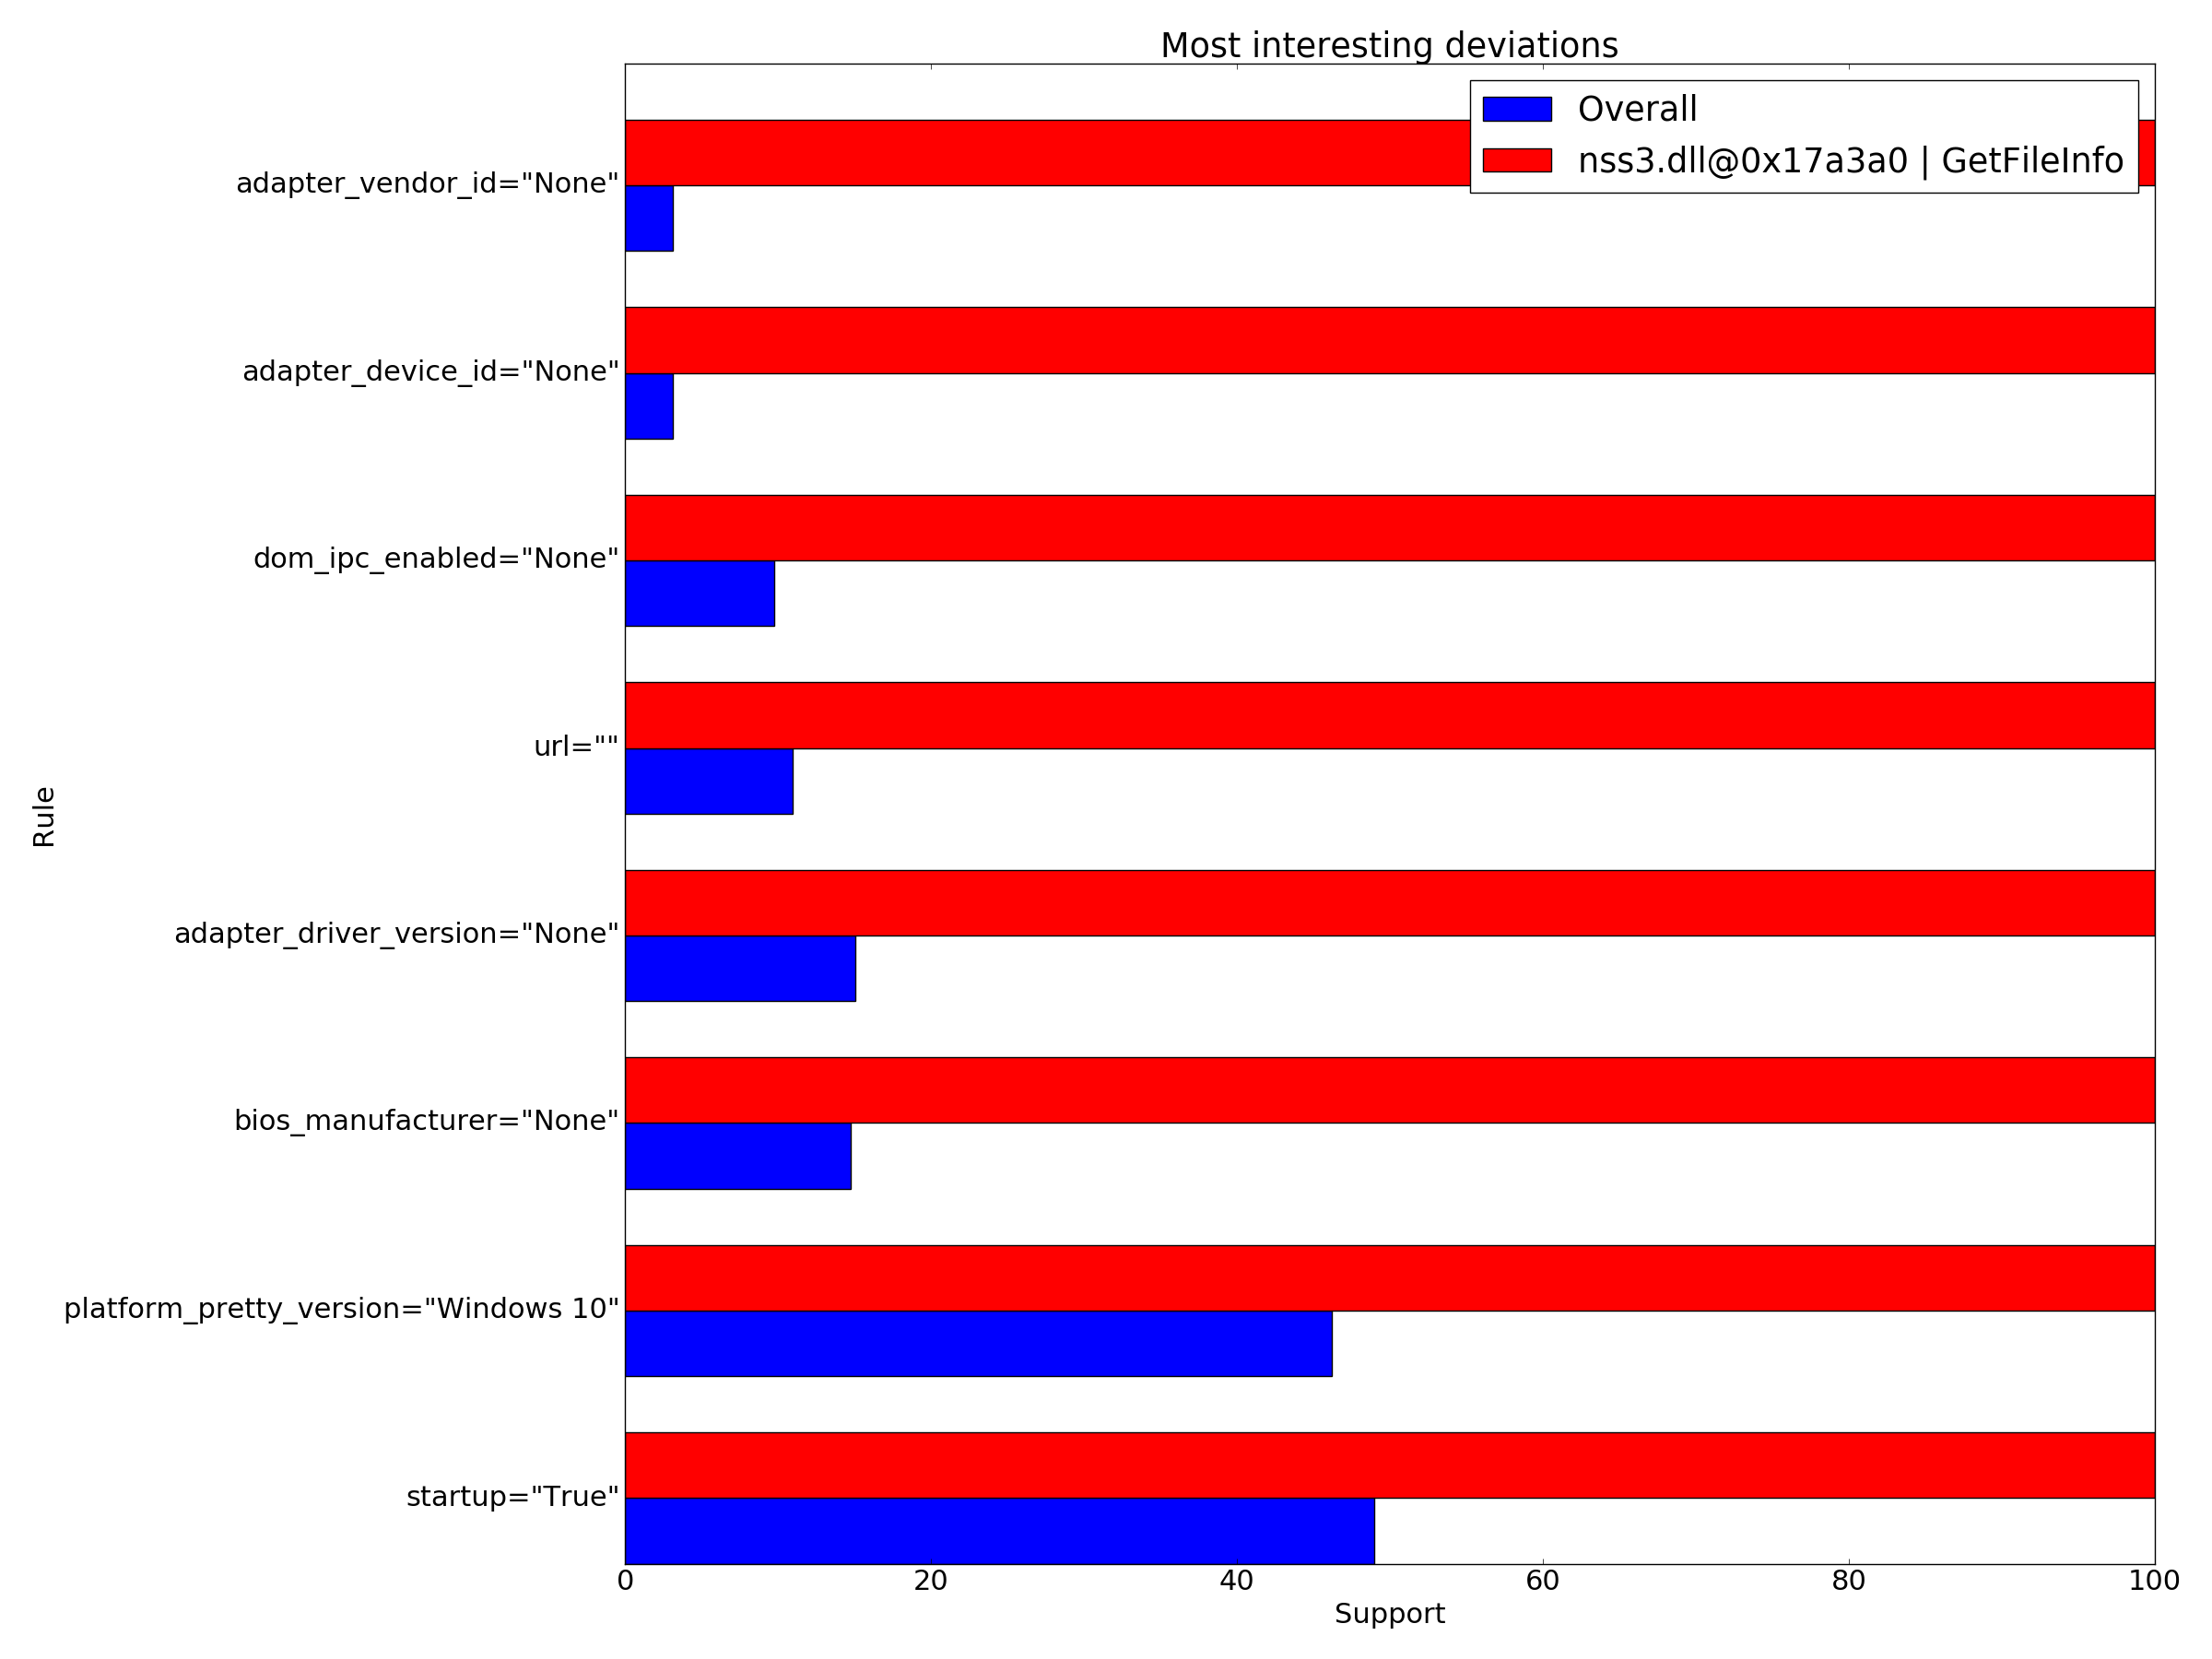 Most interesting deviations
Overall
nss3.dll@0x17a3a0 | GetFileInfo
adapter_vendor_id="None"
adapter_device_id="None"
dom_ipc_enabled="None"
url=""
adapter_driver_version="None"
bios_manufacturer="None"
platform_pretty_version="Windows 10"
startup="True"
Rule
0 20 40 60 80 100
Support